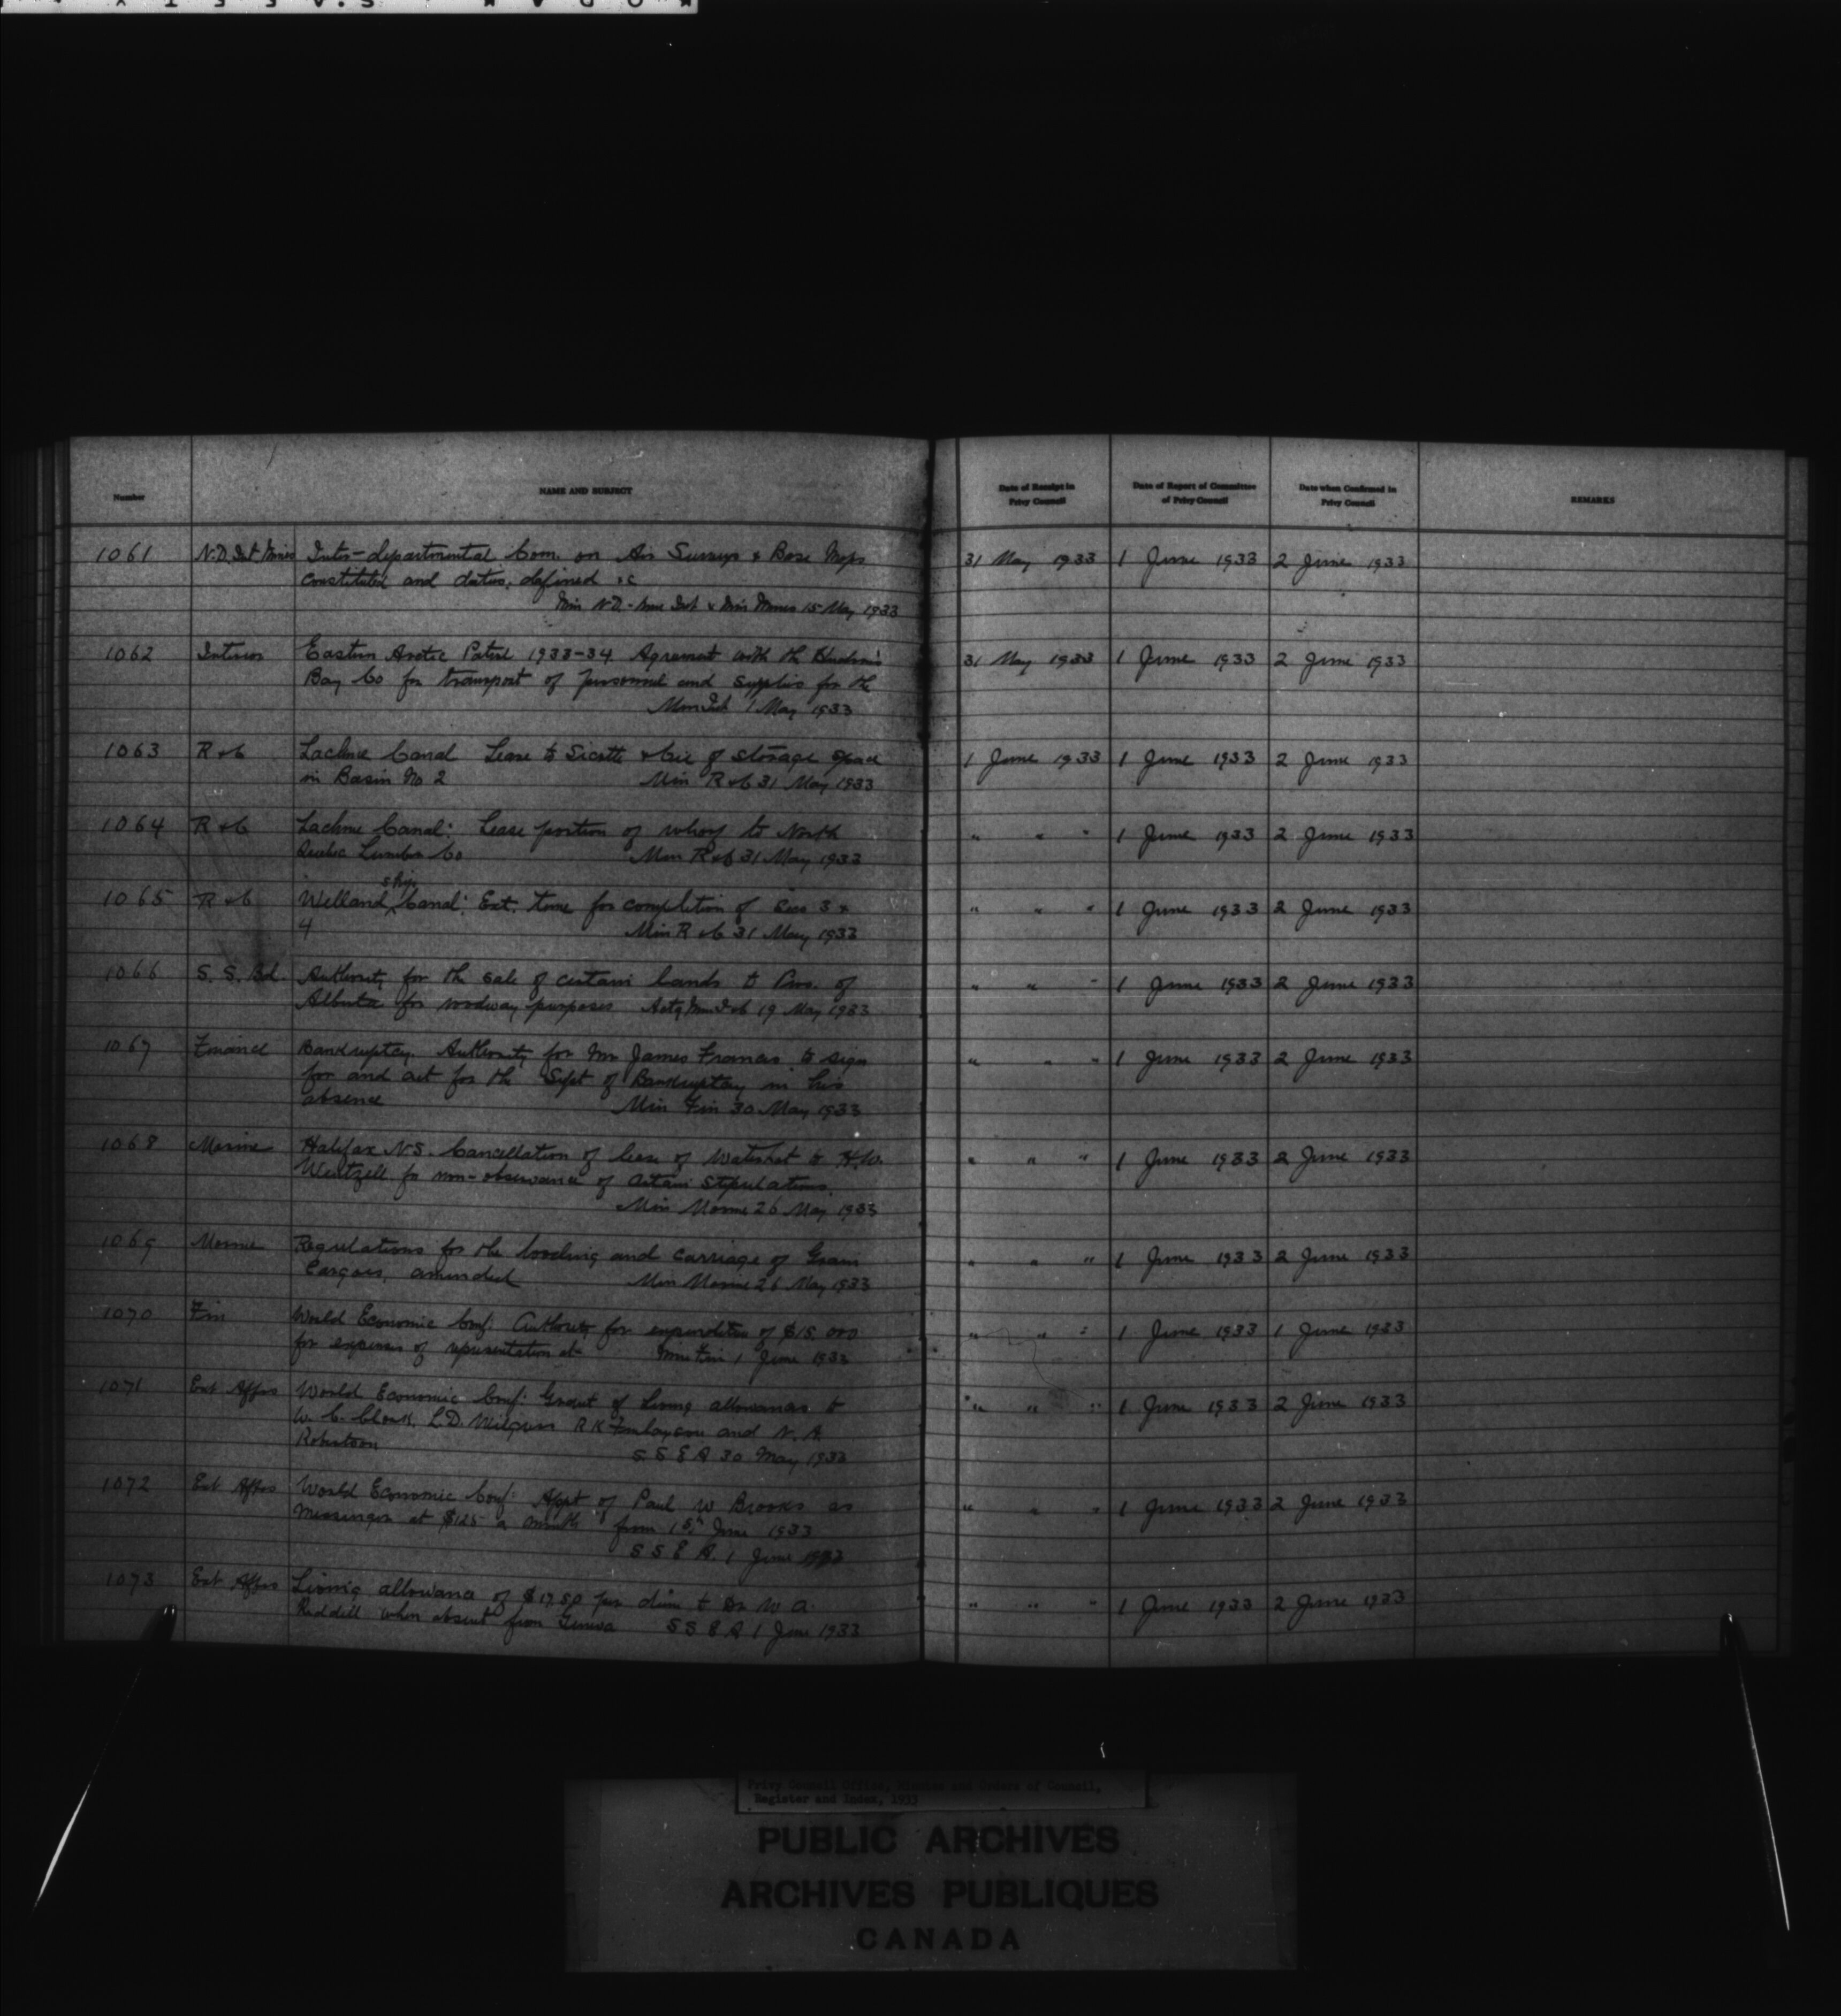 Number
NAME AND SUBJECT
Date of Receipt in
Privy Council
Date of Report of Committee
of Privy Council
Date when Confirmed in
Privy Council
REMARKS
1061 N.D. Int. Mines Inter-departmental Com. on Air Surveys & Base Maps 31 May 1933 1 June 1933 2 June 1933
Constituted and duties defined &c
Min N.D. - Min Int & Min Mines 15 May 1933
1062 Interior Eastern Arctic Patrol 1933-34 Agreement with the Hudson's 31 May 1933 1 June 1933 2 June 1933
Bay Co for transport of personnel and supplies for the
Min Int 1 May 1933
1063 R & C Lachine Canal Lease to Sicotte & Cie of storage space 1 June 1933 1 June 1933 2 June 1933
in Basin No 2 Min R & C 31 May 1933
1064 R & C Lachine Canal: Lease portion of wharf to North " " " 1 June 1933 2 June 1933
Quebec Lumber Co Min R & C 31 May 1933
ship
1065 R & C Welland ^ Canal: Ext. time for completion of Secs 3 & " " " 1 June 1933 2 June 1933
4 Min R & C 31 May 1933
1066 S. S. Bd. Authority for the sale of certain lands to Prov. of " " " 1 June 1933 2 June 1933
Alberta for roadway purposes Actg Min Int 19 May 1933
1067 Finance Bankruptcy. Authority for Mr James Francis to sign " " " 1 June 1933 2 June 1933
for and act for the Supt of Bankruptcy in his
absence Min Fin 30 May 1933
1068 Marine Halifax N.S. Cancellation of lease of Waterlot to H.W. " " " 1 June 1933 2 June 1933
Wentzell for non-observance of certain stipulations.
Min Marine 26 May 1933
1069 Marine Regulations for the loading and carriage of Grain " " " 1 June 1933 2 June 1933
Cargoes, amended Min Marine 26 May 1933
1070 Fin World Economic Conf: Authority for expenditure of $15,000 " " " 1 June 1933 1 June 1933
for expenses of representation at Min Fin 1 June 1933
1071 Ext Affrs World Economic Conf: Grant of living allowances to " " " 1 June 1933 2 June 1933
W. C. Clark, L.D. Wilgress R K Finlayson and N. A.
Robertson S S E A 30 May 1933
1072 Ext Affrs World Economic Conf: Appt of Paul W Brooks as " " " 1 June 1933 2 June 1933
Messenger at $125 a month from 1st June 1933
S S E A. 1 June 1933
1073 Ext Affrs Living allowance of $17.50 per diem to Dr W A. " " " 1 June 1933 2 June 1933
Riddell when absent from Geneva S S E A 1 June 1933
Privy Council Office, Minutes and Orders of Council,
Register and Index, 1933
PUBLIC ARCHIVES
ARCHIVES PUBLIQUES
CANADA